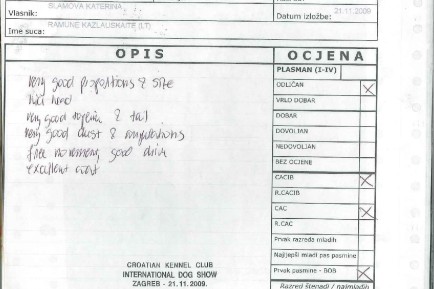 Vlasnik:
SLAMOVA KATERINA
Datum izložbe:
21.11.2009
Ime suca:
RAMUNE KAZLAUSKAITE (LT)
OPIS
OCJENA
PLASMAN (I-IV)
very good proportions & size
nice head
very good topline & tail
very good chest & angulations
free movement, good drive
excellent coat
ODLIČAN X
VRLO DOBAR
DOBAR
DOVOLJAN
NEDOVOLJAN
BEZ OCJENE
CACIB X
R.CACIB
CAC X
R.CAC
Prvak razreda mladih
Najljepši mladi pas pasmine
Prvak pasmine - BOB X
CROATIAN KENNEL CLUB
INTERNATIONAL DOG SHOW
ZAGREB - 21.11.2009.
Razred štenadi / najmlađih